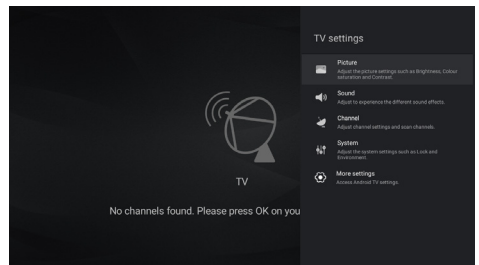 TV settings
Picture
Adjust the picture settings such as Brightness, Colour
saturation and Contrast.
Sound
Adjust to experience the different sound effects.
Channel
Adjust channel settings and scan channels.
System
Adjust the system settings such as Lock and
Environment.
More settings
Access Android TV settings.
TV
No channels found. Please press OK on you